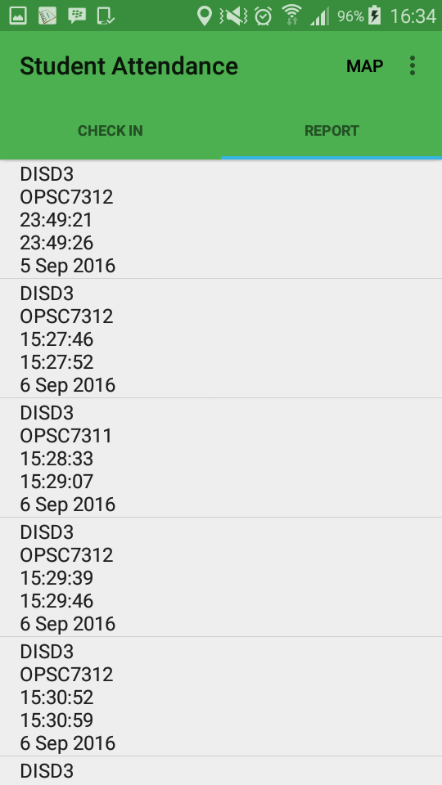 96% 16:34
Student Attendance MAP
CHECK IN REPORT
DISD3
OPSC7312
23:49:21
23:49:26
5 Sep 2016
DISD3
OPSC7312
15:27:46
15:27:52
6 Sep 2016
DISD3
OPSC7311
15:28:33
15:29:07
6 Sep 2016
DISD3
OPSC7312
15:29:39
15:29:46
6 Sep 2016
DISD3
OPSC7312
15:30:52
15:30:59
6 Sep 2016
DISD3